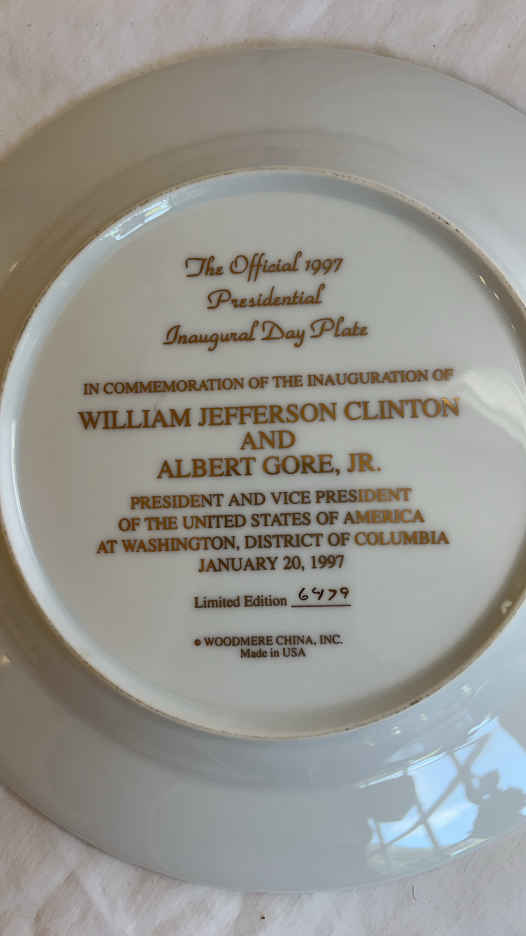 The Official 1997
Presidential
Inaugural Day Plate
IN COMMEMORATION OF THE INAUGURATION OF
WILLIAM JEFFERSON CLINTON
AND
ALBERT GORE, JR.
PRESIDENT AND VICE PRESIDENT
OF THE UNITED STATES OF AMERICA
AT WASHINGTON, DISTRICT OF COLUMBIA
JANUARY 20, 1997
Limited Edition 6479
© WOODMERE CHINA, INC.
Made in USA